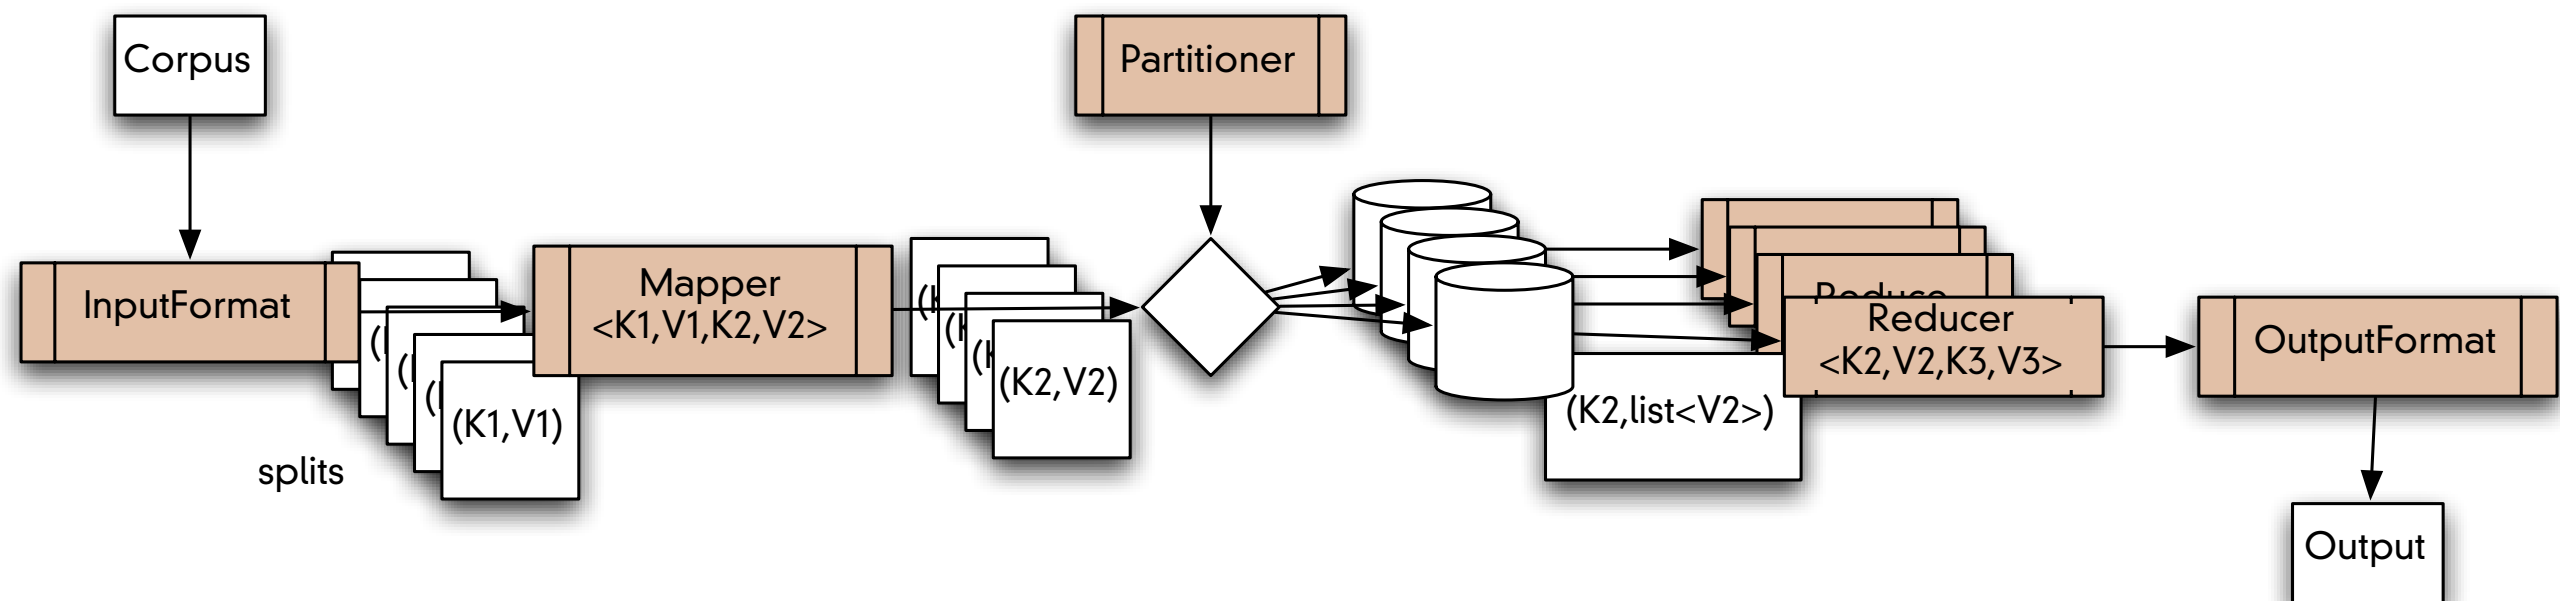 Corpus
Partitioner
InputFormat
Mapper
<K1,V1,K2,V2>
Reducer
<K2,V2,K3,V3>
OutputFormat
(K1,V1)
(K2,V2)
(K2,list<V2>)
splits
Output